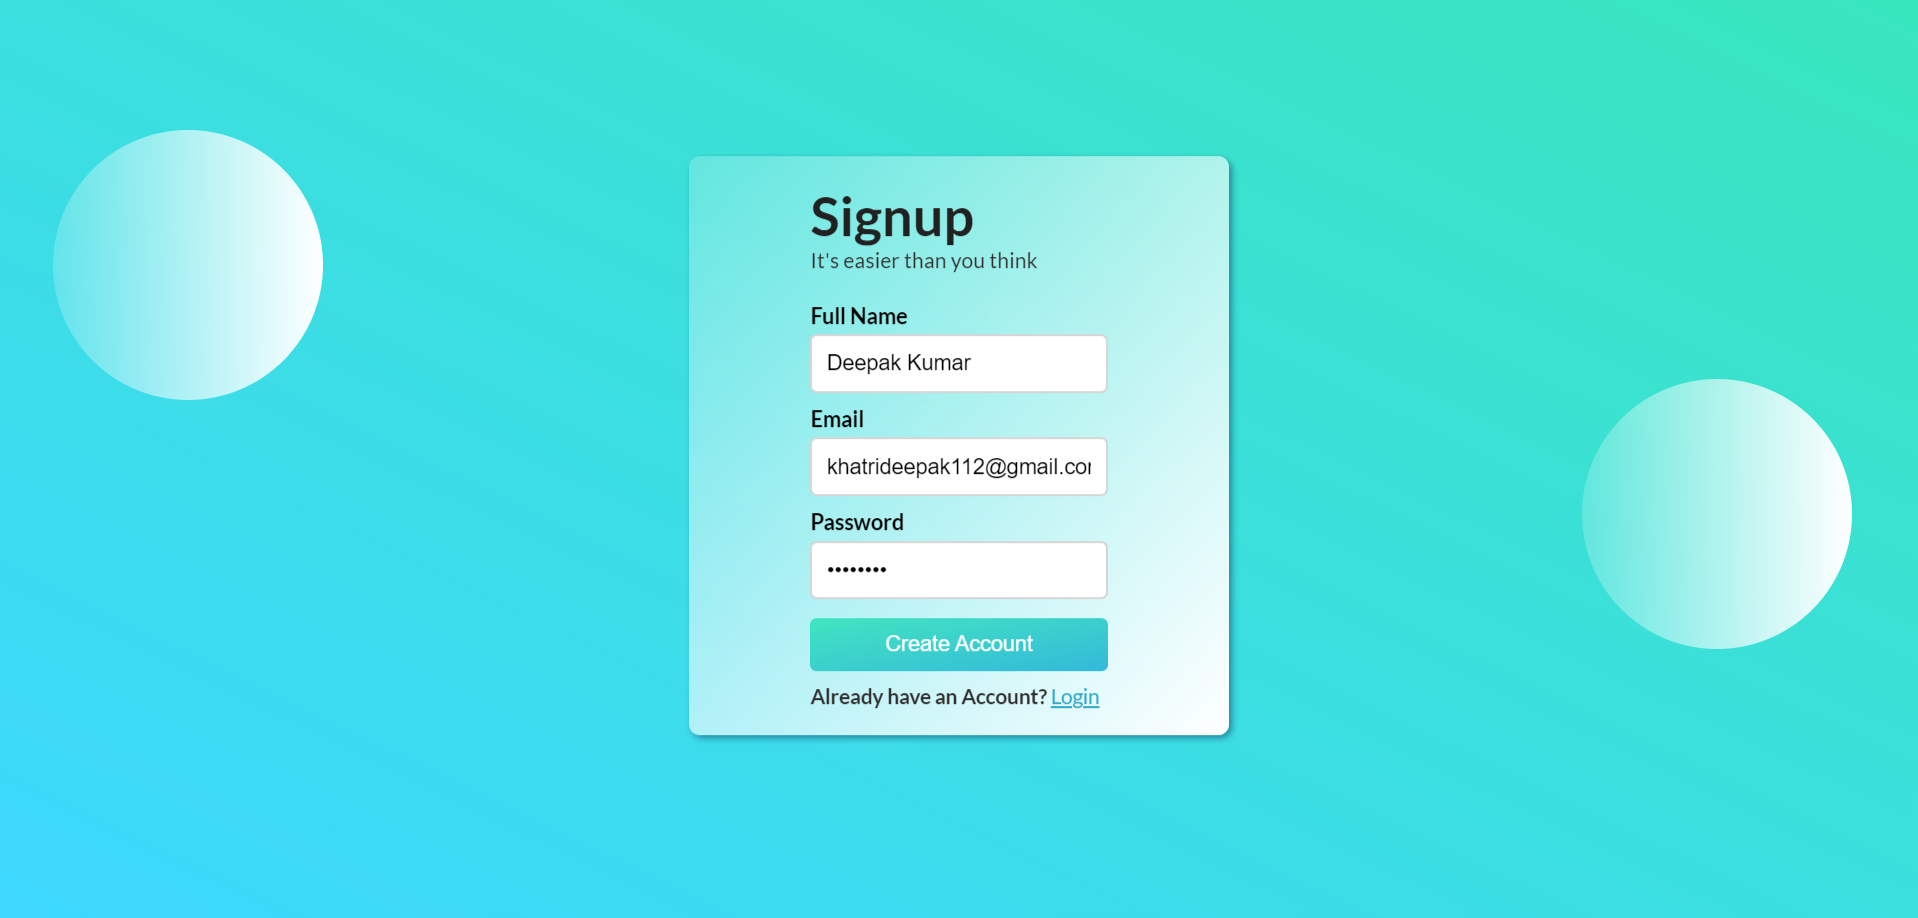 Signup
It's easier than you think
Full Name
Deepak Kumar
Email
khatrideepak112@gmail.co
Password
••••••••
Create Account
Already have an Account? Login